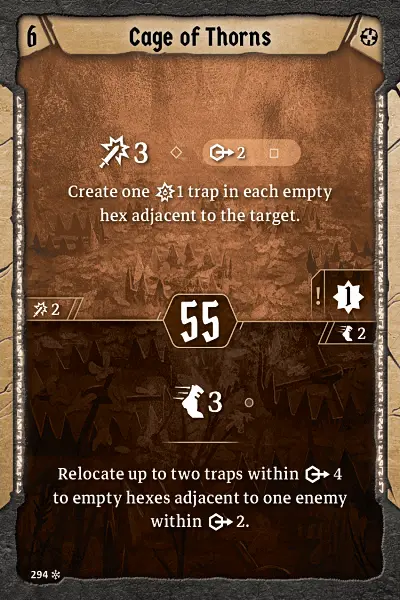 6 Cage of Thorns
3 2
Create one 1 trap in each empty
hex adjacent to the target.
1
2
55
2
3
Relocate up to two traps within 4
to empty hexes adjacent to one enemy
within 2.
294